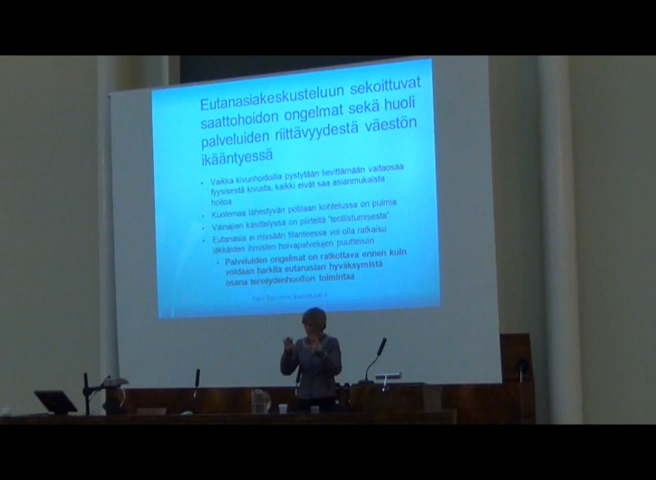 Eutanasiakeskusteluun sekoittuvat
saattohoidon ongelmat sekä huoli
palveluiden riittävyydestä väestön
ikääntyessä
• Vaikka kivunhoidolla pystytään lievittämään valtaosaa
fyysisestä kivusta, kaikki eivät saa asianmukaista
hoitoa
• Kuolemaa lähestyvän potilaan kohtelussa on pulmia
• Vainajien käsittelyssä on piirteitä "teollistumisesta"
• Eutanasia ei missään tilanteessa voi olla ratkaisu
iäkkäiden ihmisten hoivapalvelujen puutteisiin
• Palveluiden ongelmat on ratkottava ennen kuin
voidaan harkita eutanasian hyväksymistä
osana terveydenhuollon toimintaa